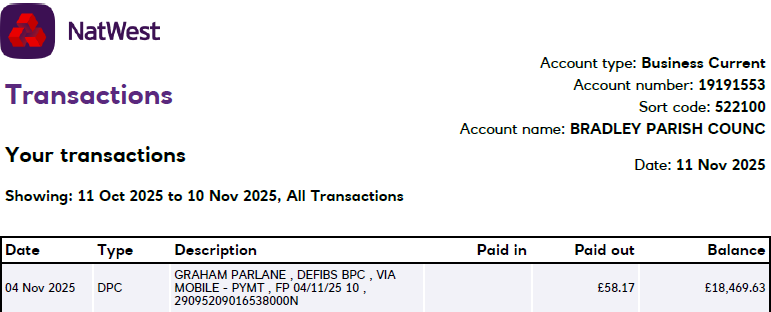 NatWest
Account type: Business Current
Transactions
Account number: 19191553
Sort code: 522100
Account name: BRADLEY PARISH COUNC
Your transactions
Date: 11 Nov 2025
Showing: 11 Oct 2025 to 10 Nov 2025, All Transactions
Date Type Description Paid in Paid out Balance
04 Nov 2025 DPC GRAHAM PARLANE , DEFIBS BPC , VIA
MOBILE - PYMT , FP 04/11/25 10 ,
29095209016538000N £58.17 £18,469.63